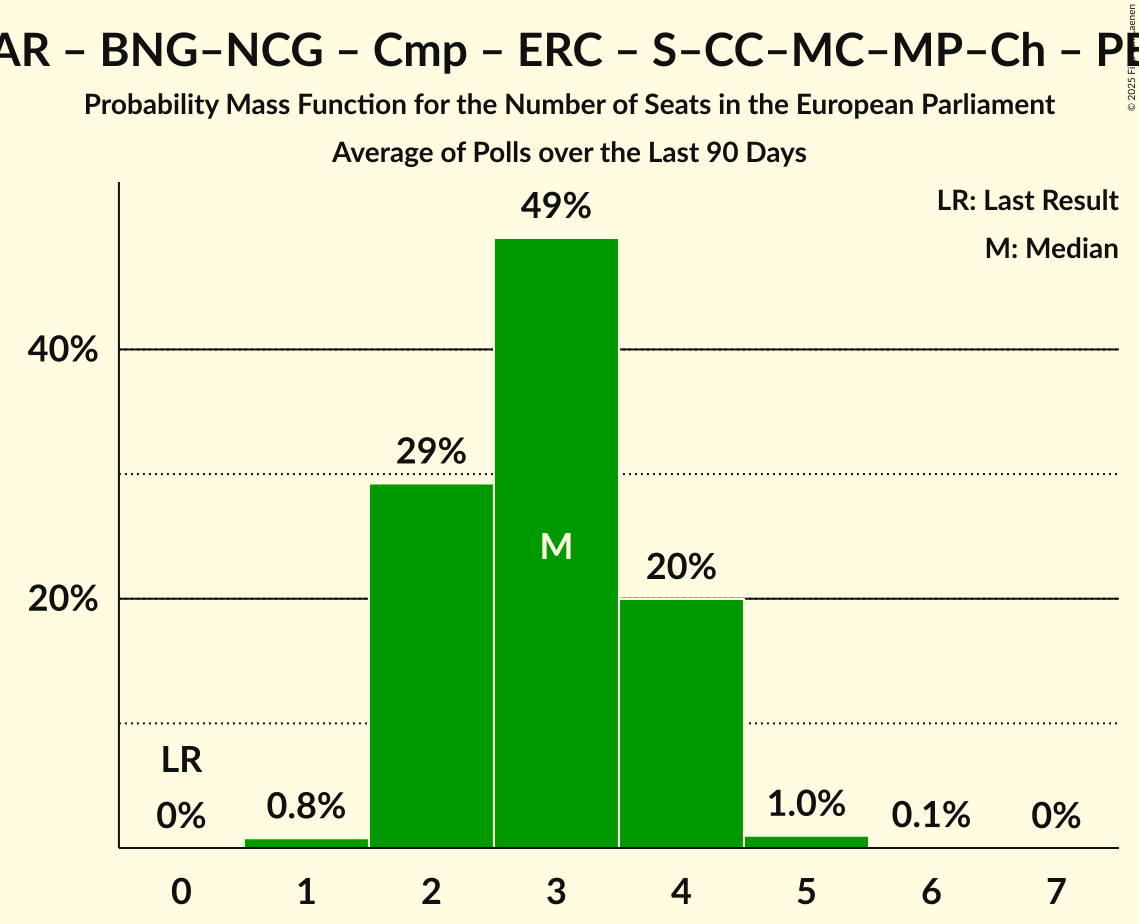 AR – BNG–NCG – Cmp – ERC – S–CC–MC–MP–Ch –
Probability Mass Function for the Number of Seats in the European Parliament
Average of Polls over the Last 90 Days
LR: Last Result
M: Median
49%
40%
29%
M
20%
20%
LR
0%
0.8%
1.0%
0.1%
0%
0 1 2 3 4 5 6 7
© 2025